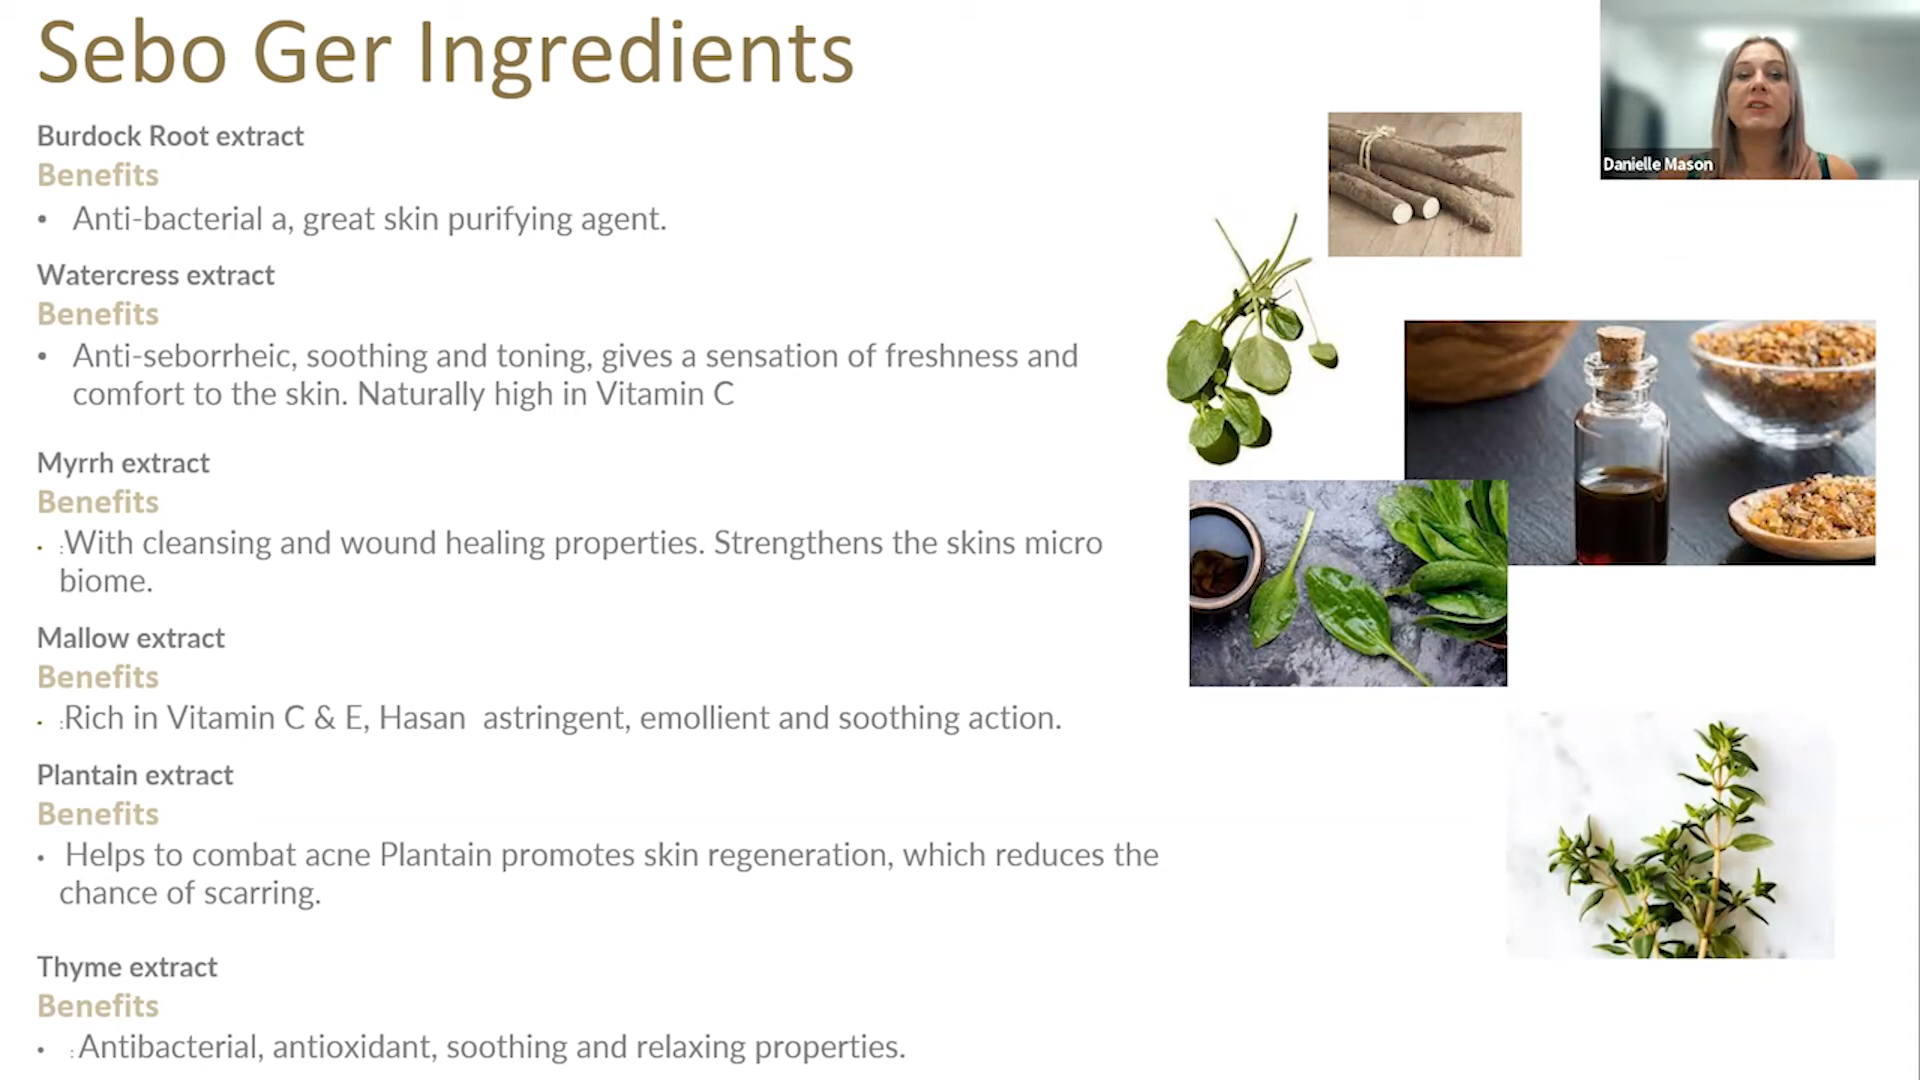 Sebo Ger Ingredients
Danielle Mason
Burdock Root extract
Benefits
• Anti-bacterial a, great skin purifying agent.
Watercress extract
Benefits
• Anti-seborrheic, soothing and toning, gives a sensation of freshness and
comfort to the skin. Naturally high in Vitamin C
Myrrh extract
Benefits
• :With cleansing and wound healing properties. Strengthens the skins micro
biome.
Mallow extract
Benefits
• :Rich in Vitamin C & E, Hasan astringent, emollient and soothing action.
Plantain extract
Benefits
• Helps to combat acne Plantain promotes skin regeneration, which reduces the
chance of scarring.
Thyme extract
Benefits
• :Antibacterial, antioxidant, soothing and relaxing properties.